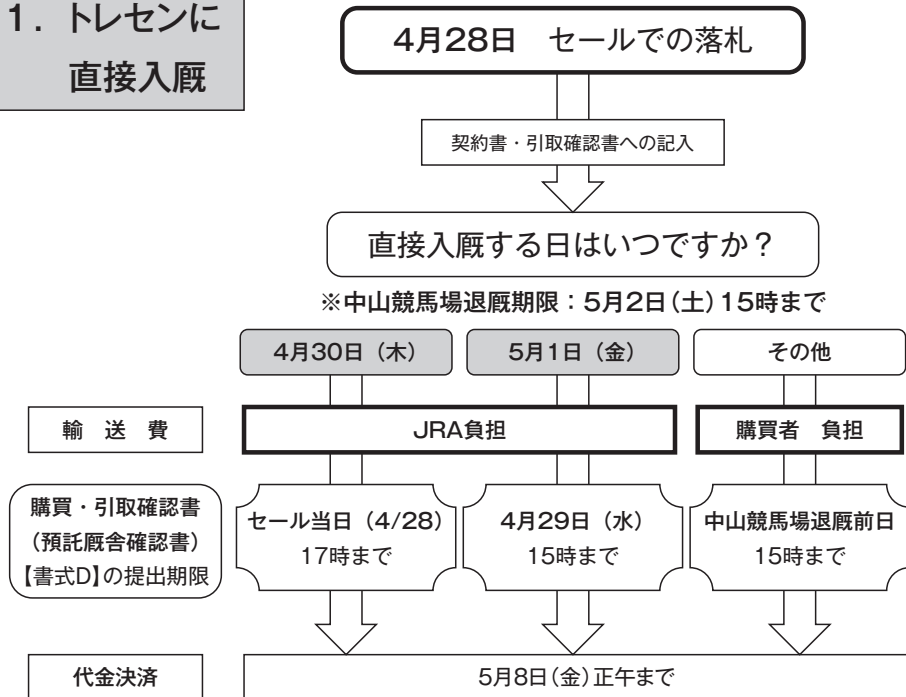 1. トレセンに
直接入厩
4月28日 セールでの落札
契約書・引取確認書への記入
直接入厩する日はいつですか？
※中山競馬場退厩期限：5月2日(土)15時まで
4月30日（木）
5月1日（金）
その他
輸 送 費
JRA負担
購買者 負担
購買・引取確認書
（預託厩舎確認書）
【書式D】の提出期限
セール当日（4/28）
17時まで
4月29日（水）
15時まで
中山競馬場退厩前日
15時まで
代金決済
5月8日(金)正午まで